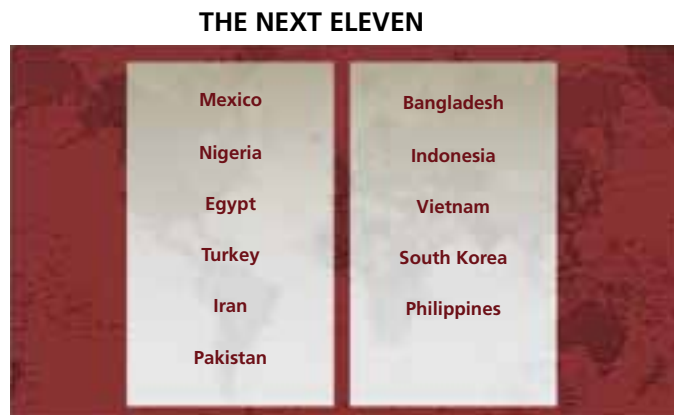 THE NEXT ELEVEN
Mexico
Nigeria
Egypt
Turkey
Iran
Pakistan
Bangladesh
Indonesia
Vietnam
South Korea
Philippines